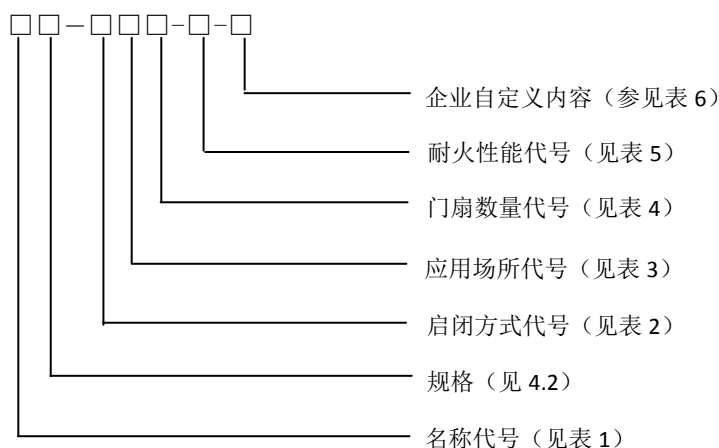 □□—□□□-□-□
企业自定义内容（参见表 6）
耐火性能代号（见表 5）
门扇数量代号（见表 4）
应用场所代号（见表 3）
启闭方式代号（见表 2）
规格（见 4.2）
名称代号（见表 1）